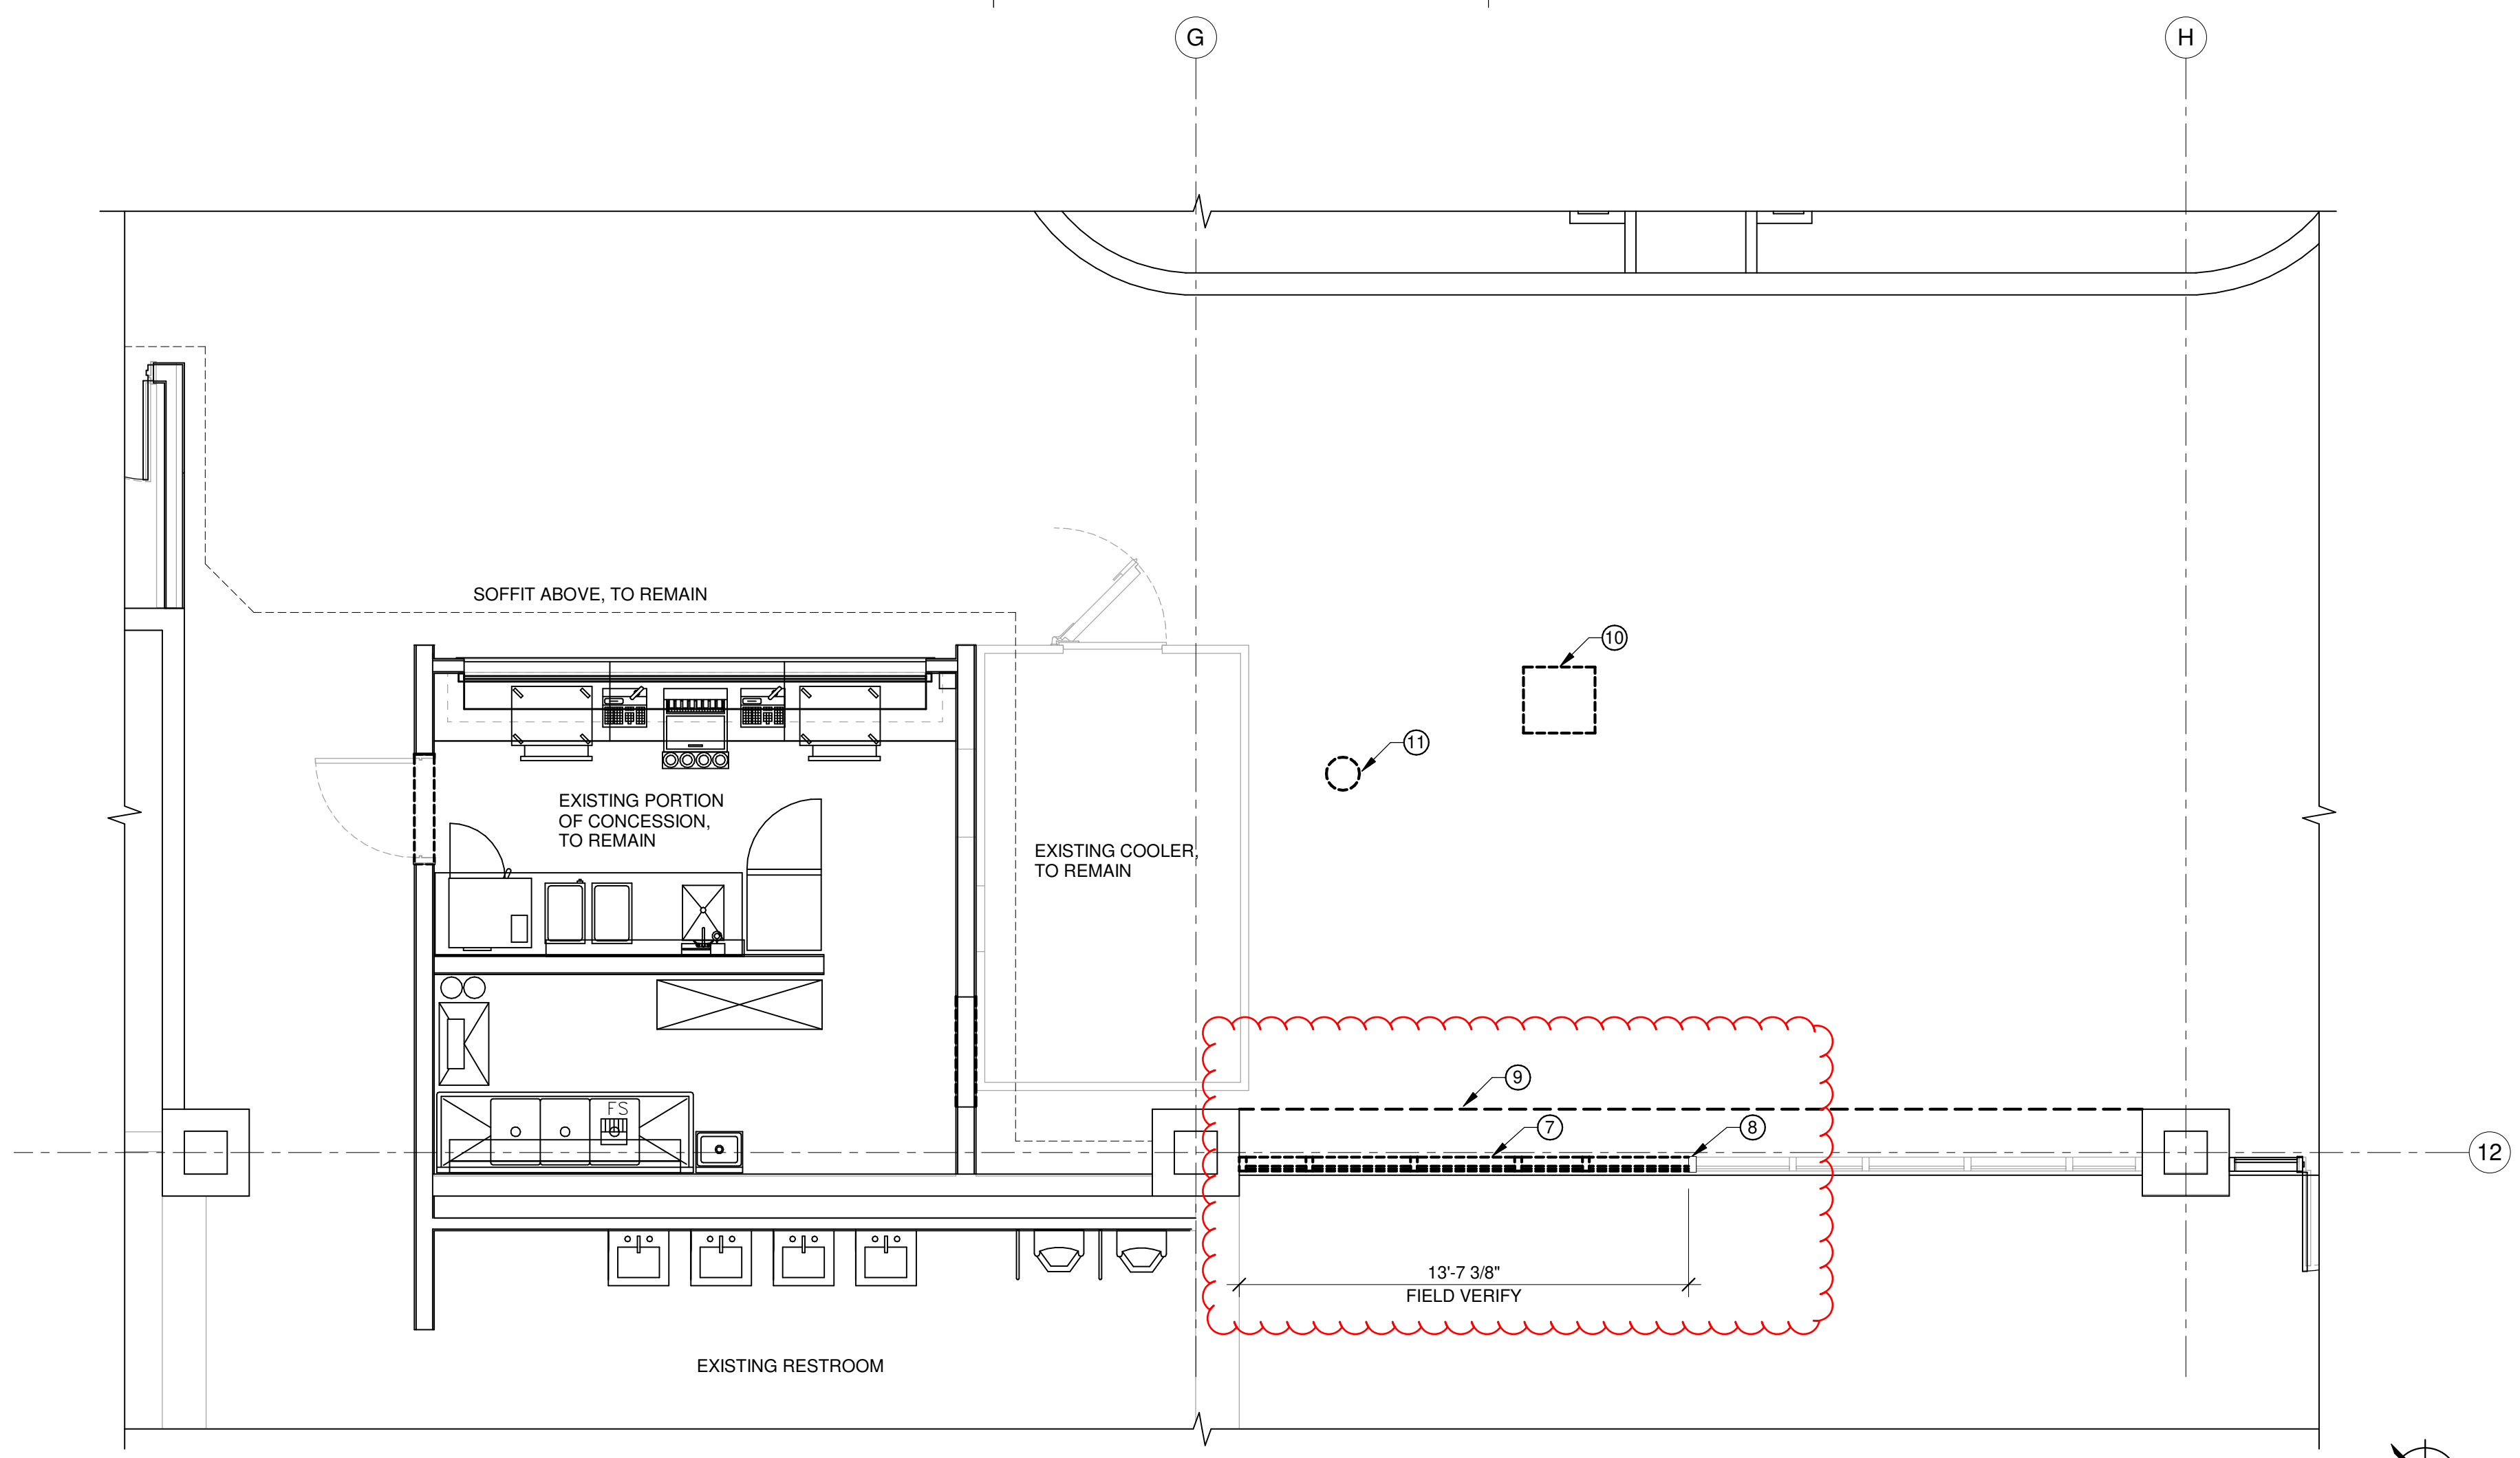 G
H
SOFFIT ABOVE, TO REMAIN
10
11
EXISTING PORTION
OF CONCESSION,
TO REMAIN
EXISTING COOLER,
TO REMAIN
9
7
8
FS
12
13'-7 3/8"
FIELD VERIFY
EXISTING RESTROOM